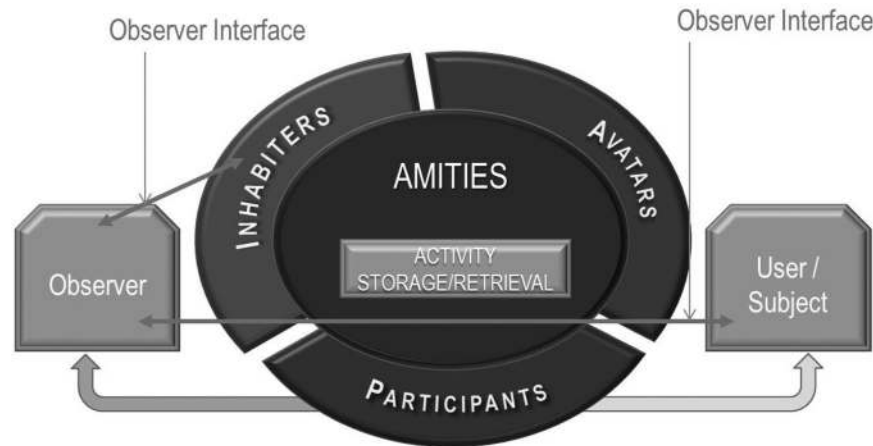 Observer Interface
Observer Interface
INHABITERS
AVATARS
AMITIES
ACTIVITY
STORAGE/RETRIEVAL
Observer
User /
Subject
PARTICIPANTS